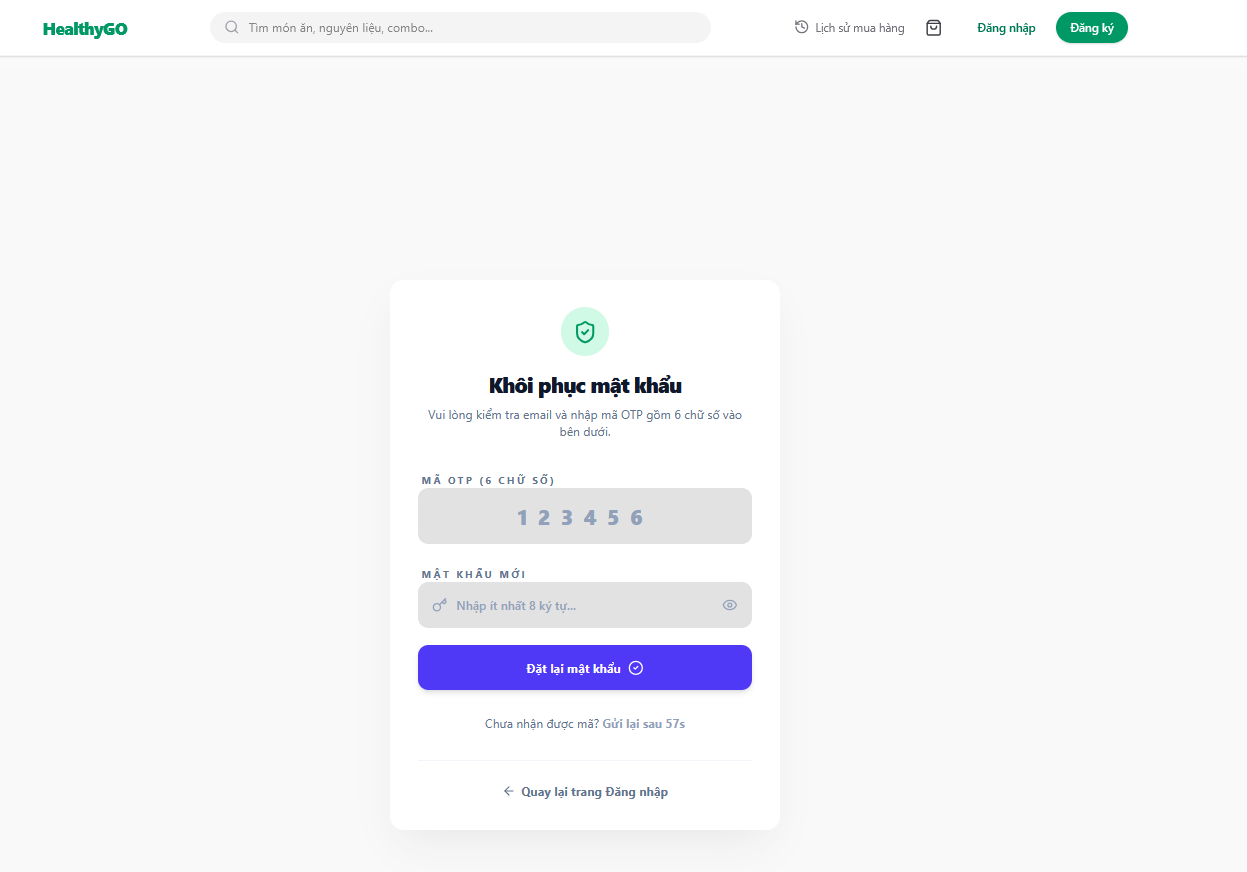 HealthyGO
Tìm món ăn, nguyên liệu, combo...
Lịch sử mua hàng
Đăng nhập
Đăng ký
Khôi phục mật khẩu
Vui lòng kiểm tra email và nhập mã OTP gồm 6 chữ số vào
bên dưới.
MÃ OTP (6 CHỮ SỐ)
1 2 3 4 5 6
MẬT KHẨU MỚI
Nhập ít nhất 8 ký tự...
Đặt lại mật khẩu
Chưa nhận được mã? Gửi lại sau 57s
Quay lại trang Đăng nhập